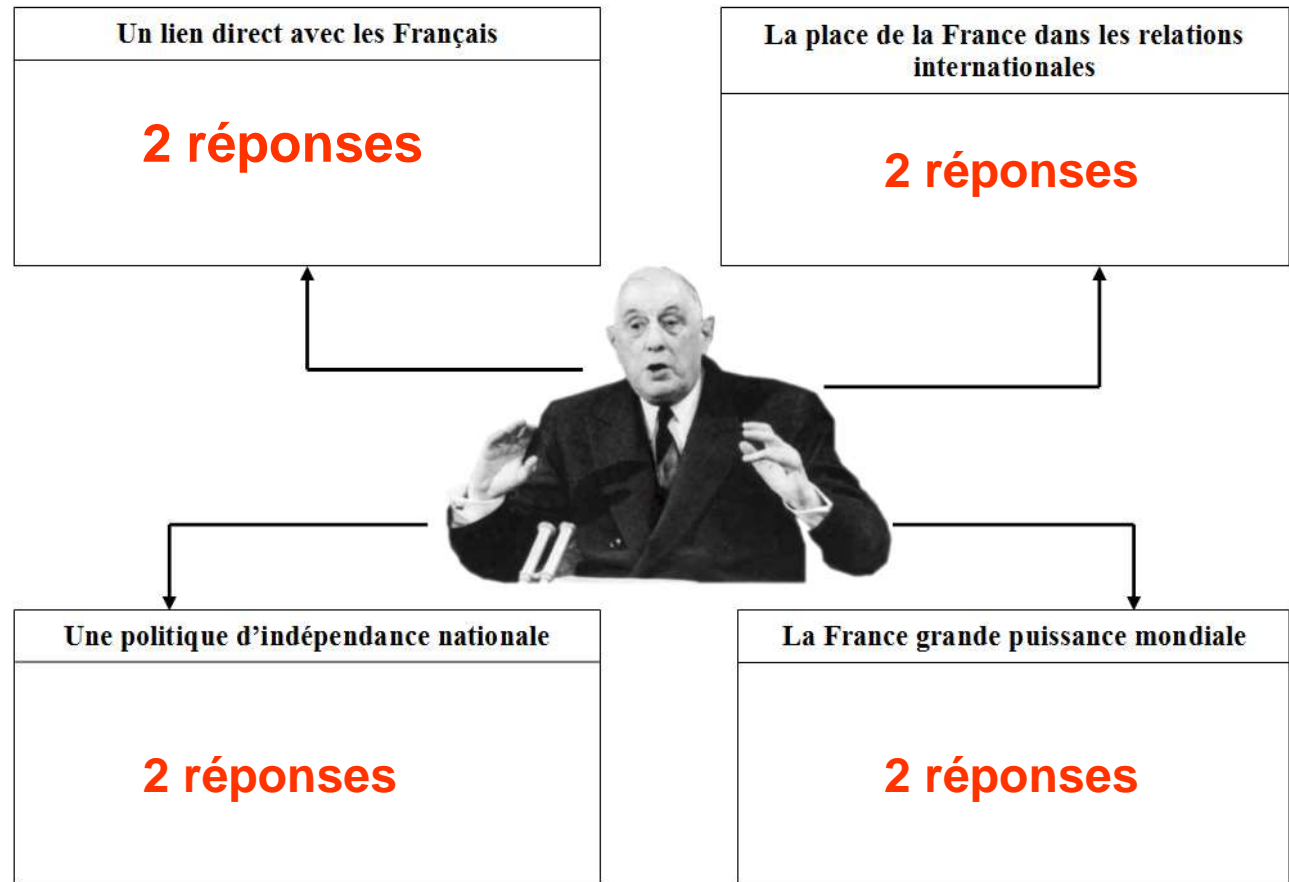 Un lien direct avec les Français
2 réponses
La place de la France dans les relations
internationales
2 réponses
Une politique d’indépendance nationale
2 réponses
La France grande puissance mondiale
2 réponses